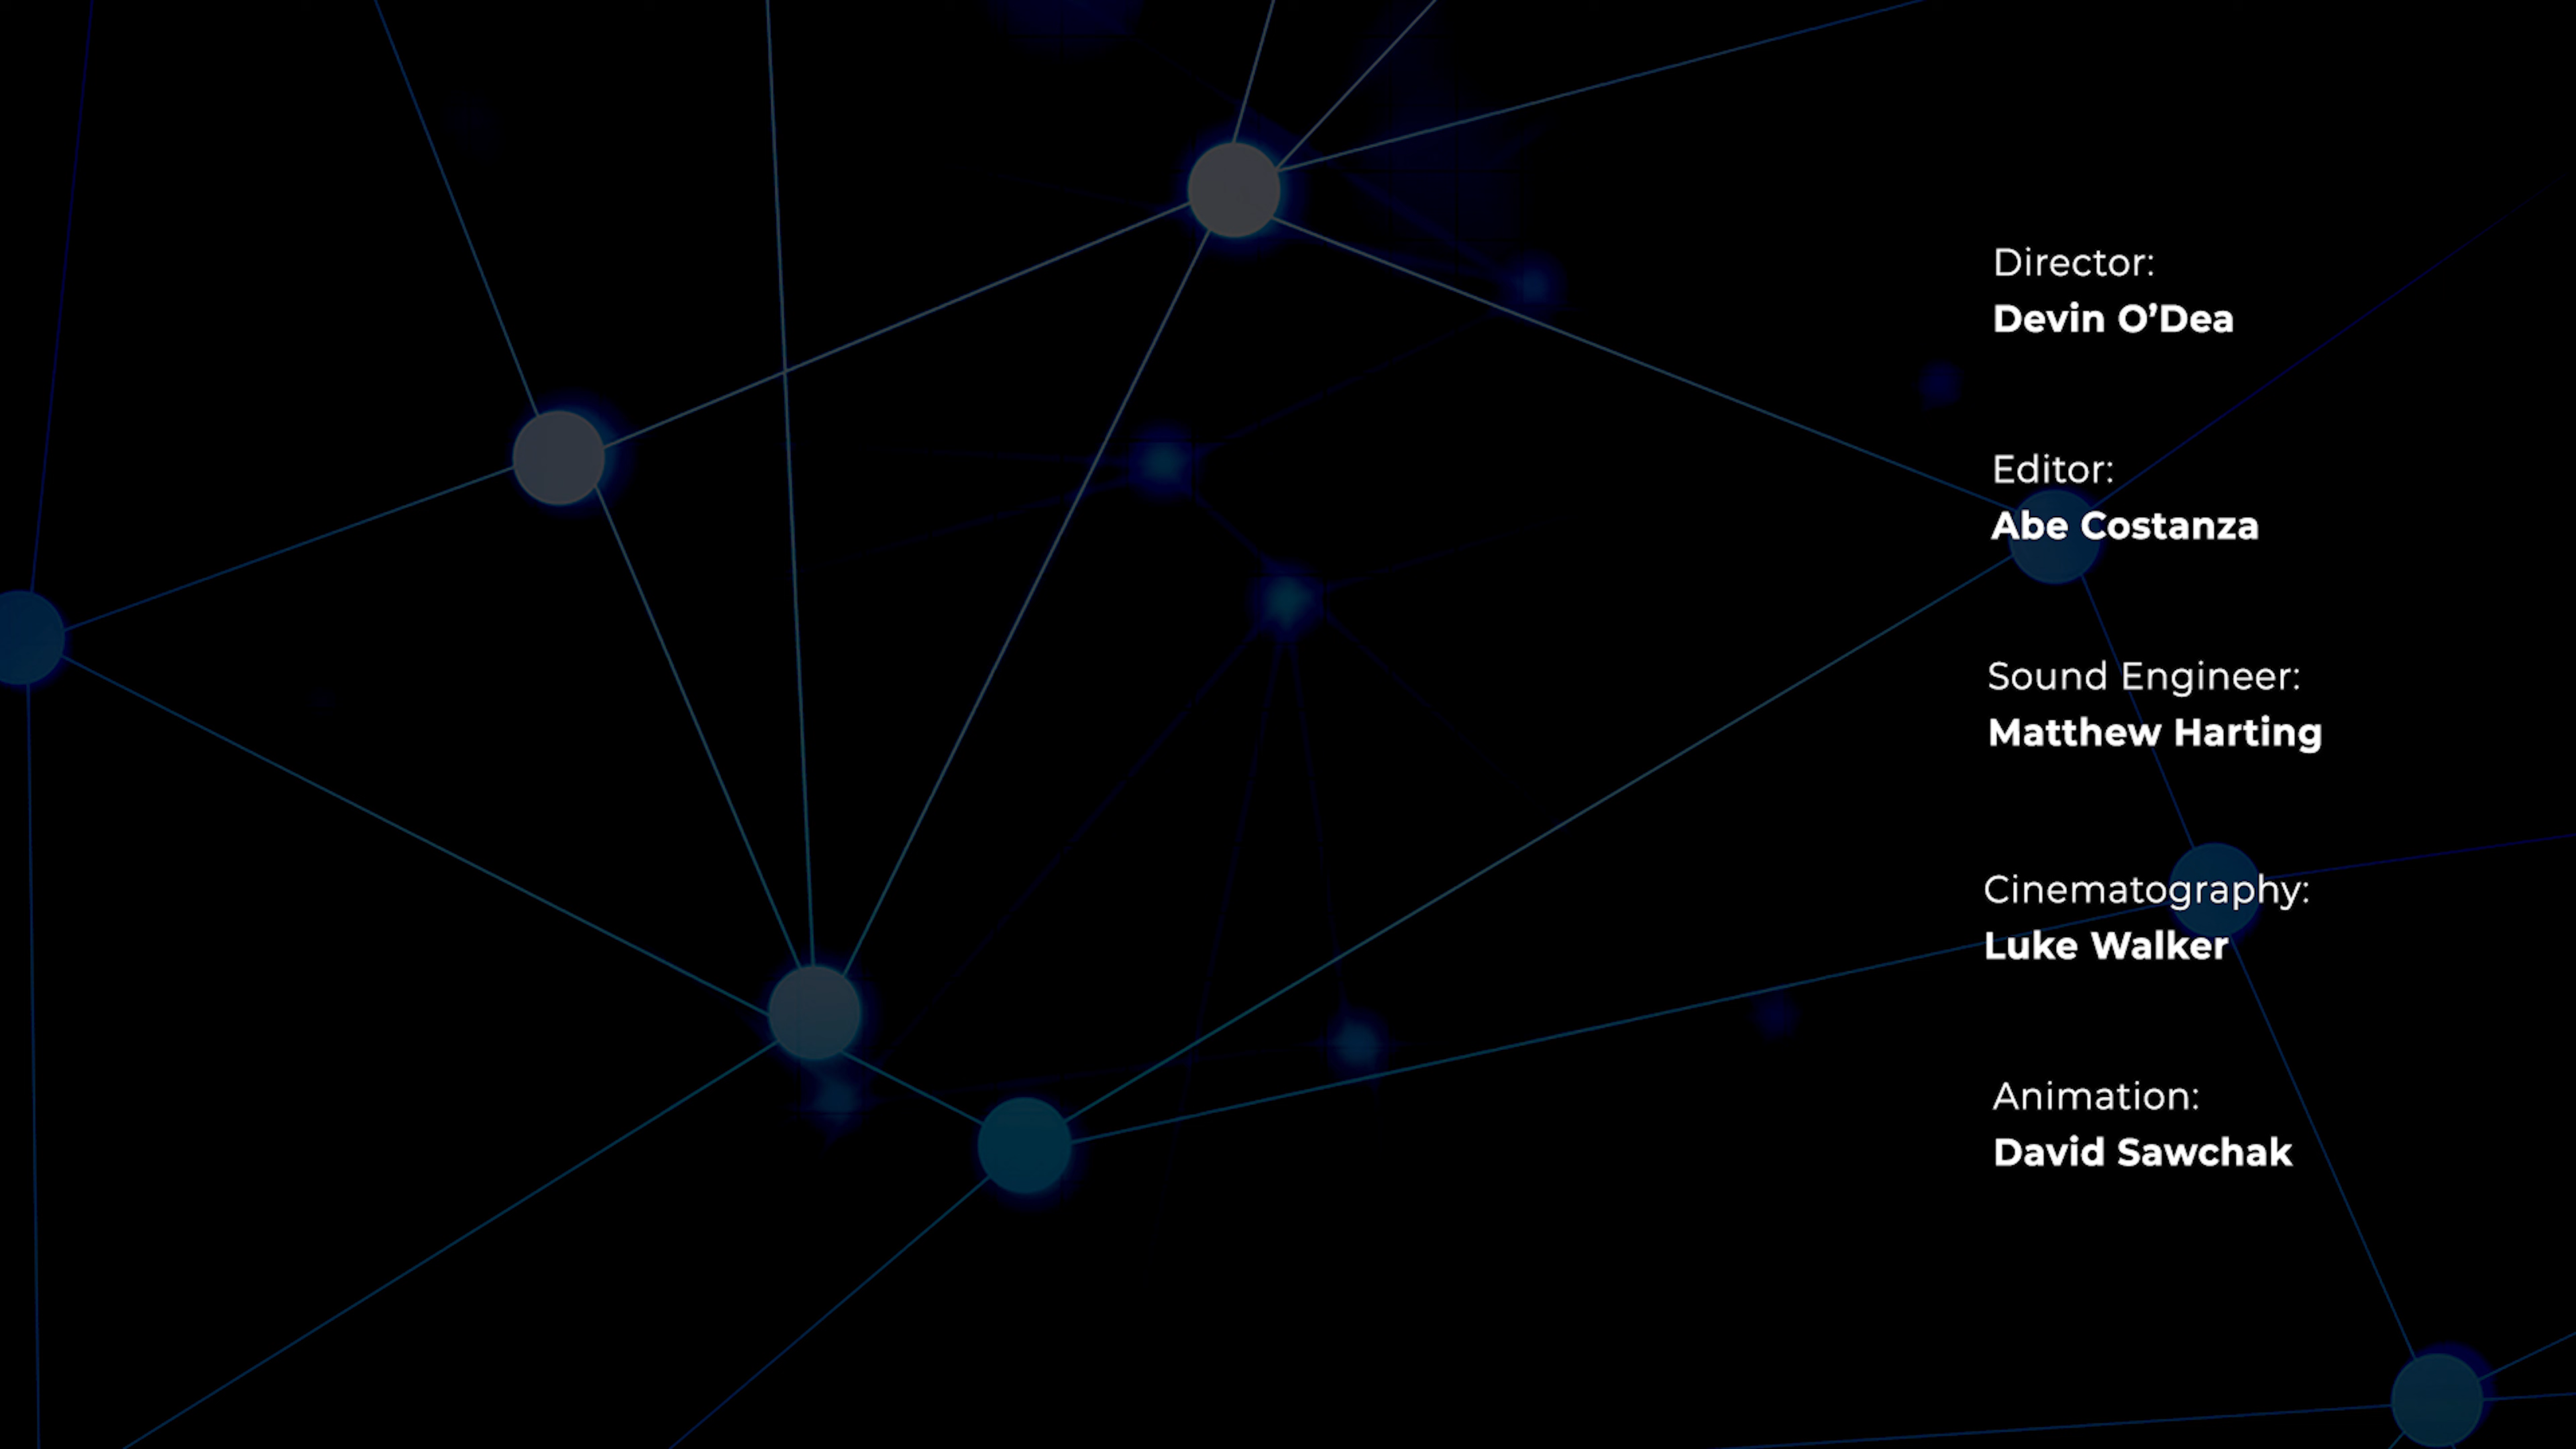 Director:
Devin O’Dea
Editor:
Abe Costanza
Sound Engineer:
Matthew Harting
Cinematography:
Luke Walker
Animation:
David Sawchak